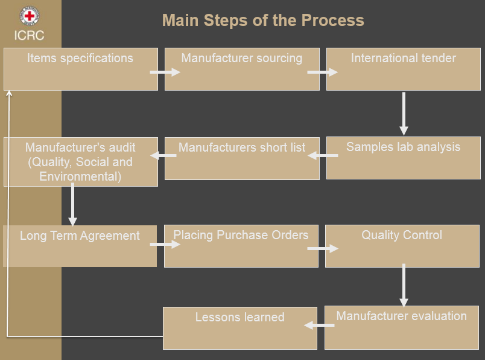 Main Steps of the Process
ICRC
Items specifications
Manufacturer sourcing
International tender
Manufacturer's audit
(Quality, Social and
Environmental)
Manufacturers short list
Samples lab analysis
Long Term Agreement
Placing Purchase Orders
Quality Control
Lessons learned
Manufacturer evaluation